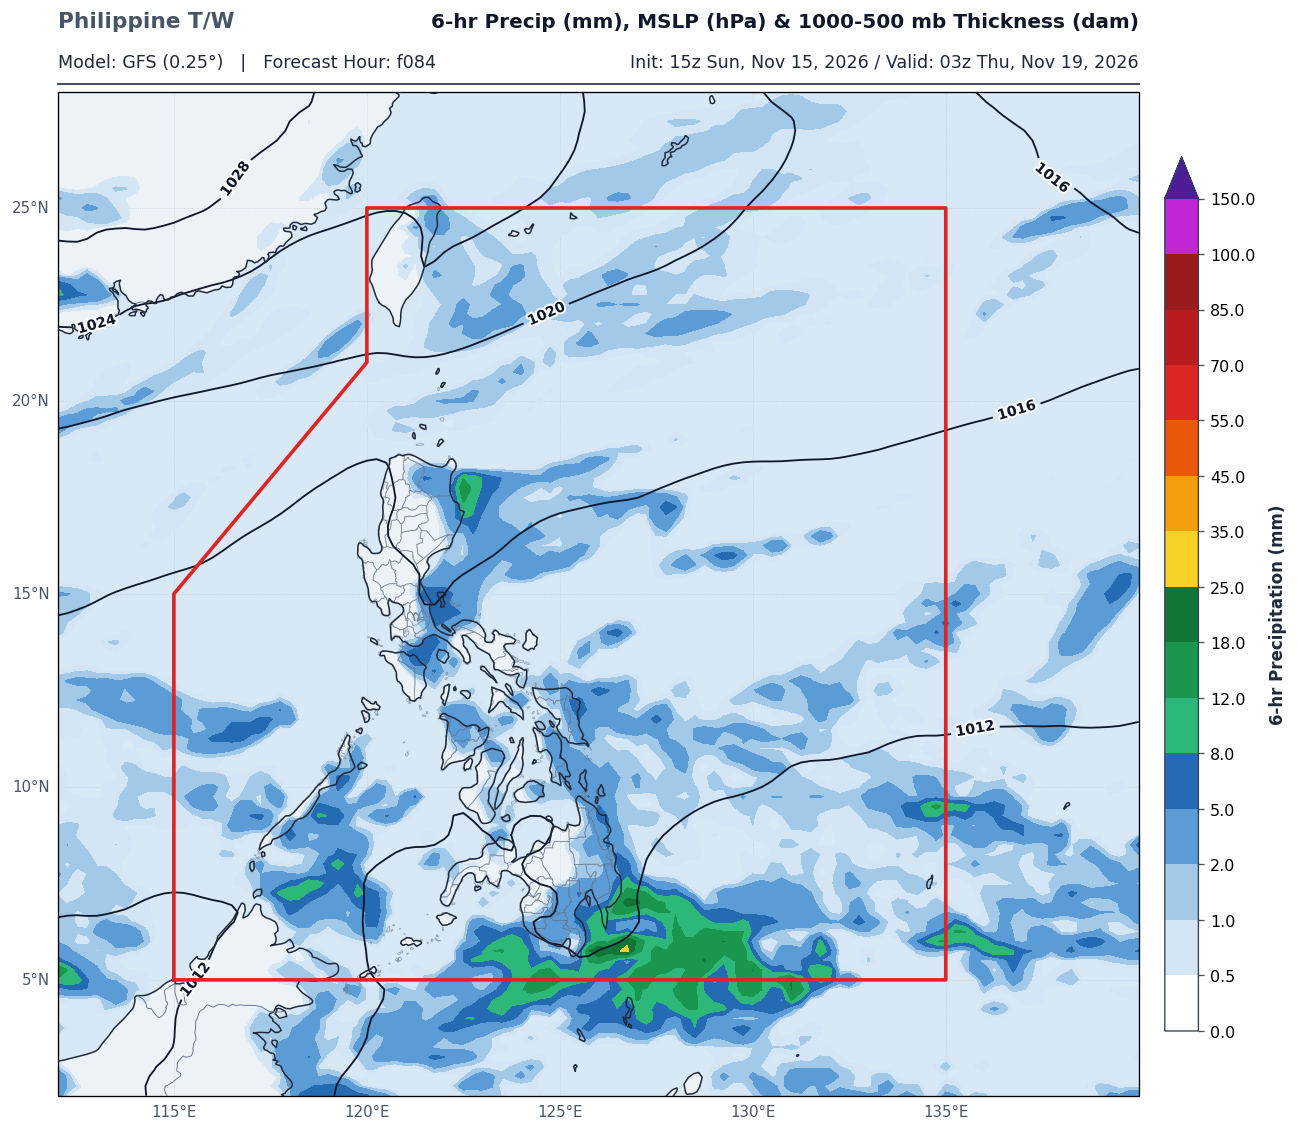 Philippine T/W
6-hr Precip (mm), MSLP (hPa) & 1000-500 mb Thickness (dam)
Model: GFS (0.25°) | Forecast Hour: f084
Init: 15z Sun, Nov 15, 2026 / Valid: 03z Thu, Nov 19, 2026
1028
1016
1024
1020
1016
1012
1012
25°N
20°N
15°N
10°N
5°N
115°E
120°E
125°E
130°E
135°E
150.0
100.0
85.0
70.0
55.0
45.0
35.0
25.0
18.0
12.0
8.0
5.0
2.0
1.0
0.5
0.0
6-hr Precipitation (mm)